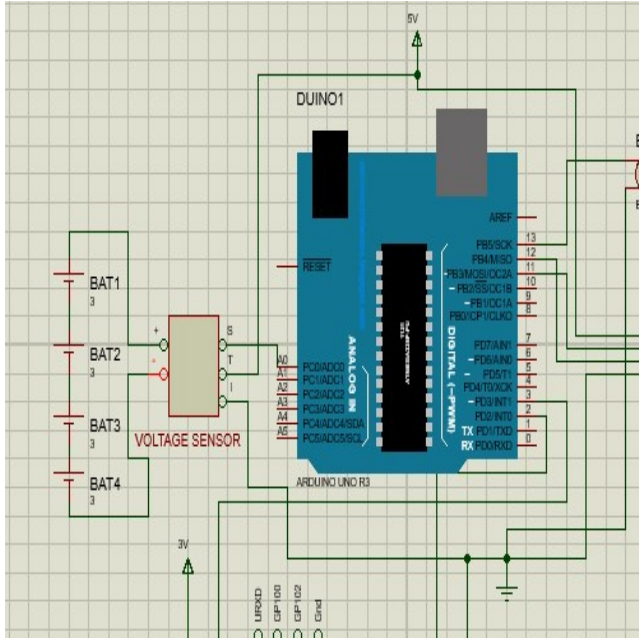 5V
DUINO1
AREF
RESET
PB5/SCK 13
PB4/MISO 12
~PB3/MOSI/OC2A 11
~PB2/SS/OC1B 10
~PB1/OC1A 9
PB0/ICP1/CLKO 8
BAT1
3
BAT2
3
BAT3
3
BAT4
3
+
-
S
T
I
VOLTAGE SENSOR
A0 PC0/ADC0
A1 PC1/ADC1
A2 PC2/ADC2
A3 PC3/ADC3
A4 PC4/ADC4/SDA
A5 PC5/ADC5/SCL
ANALOG IN
DIGITAL (~PWM)
PD7/AIN1 7
~PD6/AIN0 6
~PD5/T1 5
PD4/T0/XCK 4
~PD3/INT1 3
PD2/INT0 2
TX PD1/TXD 1
RX PD0/RXD 0
ARDUINO UNO R3
3V
URXD
GP100
GP102
Gnd